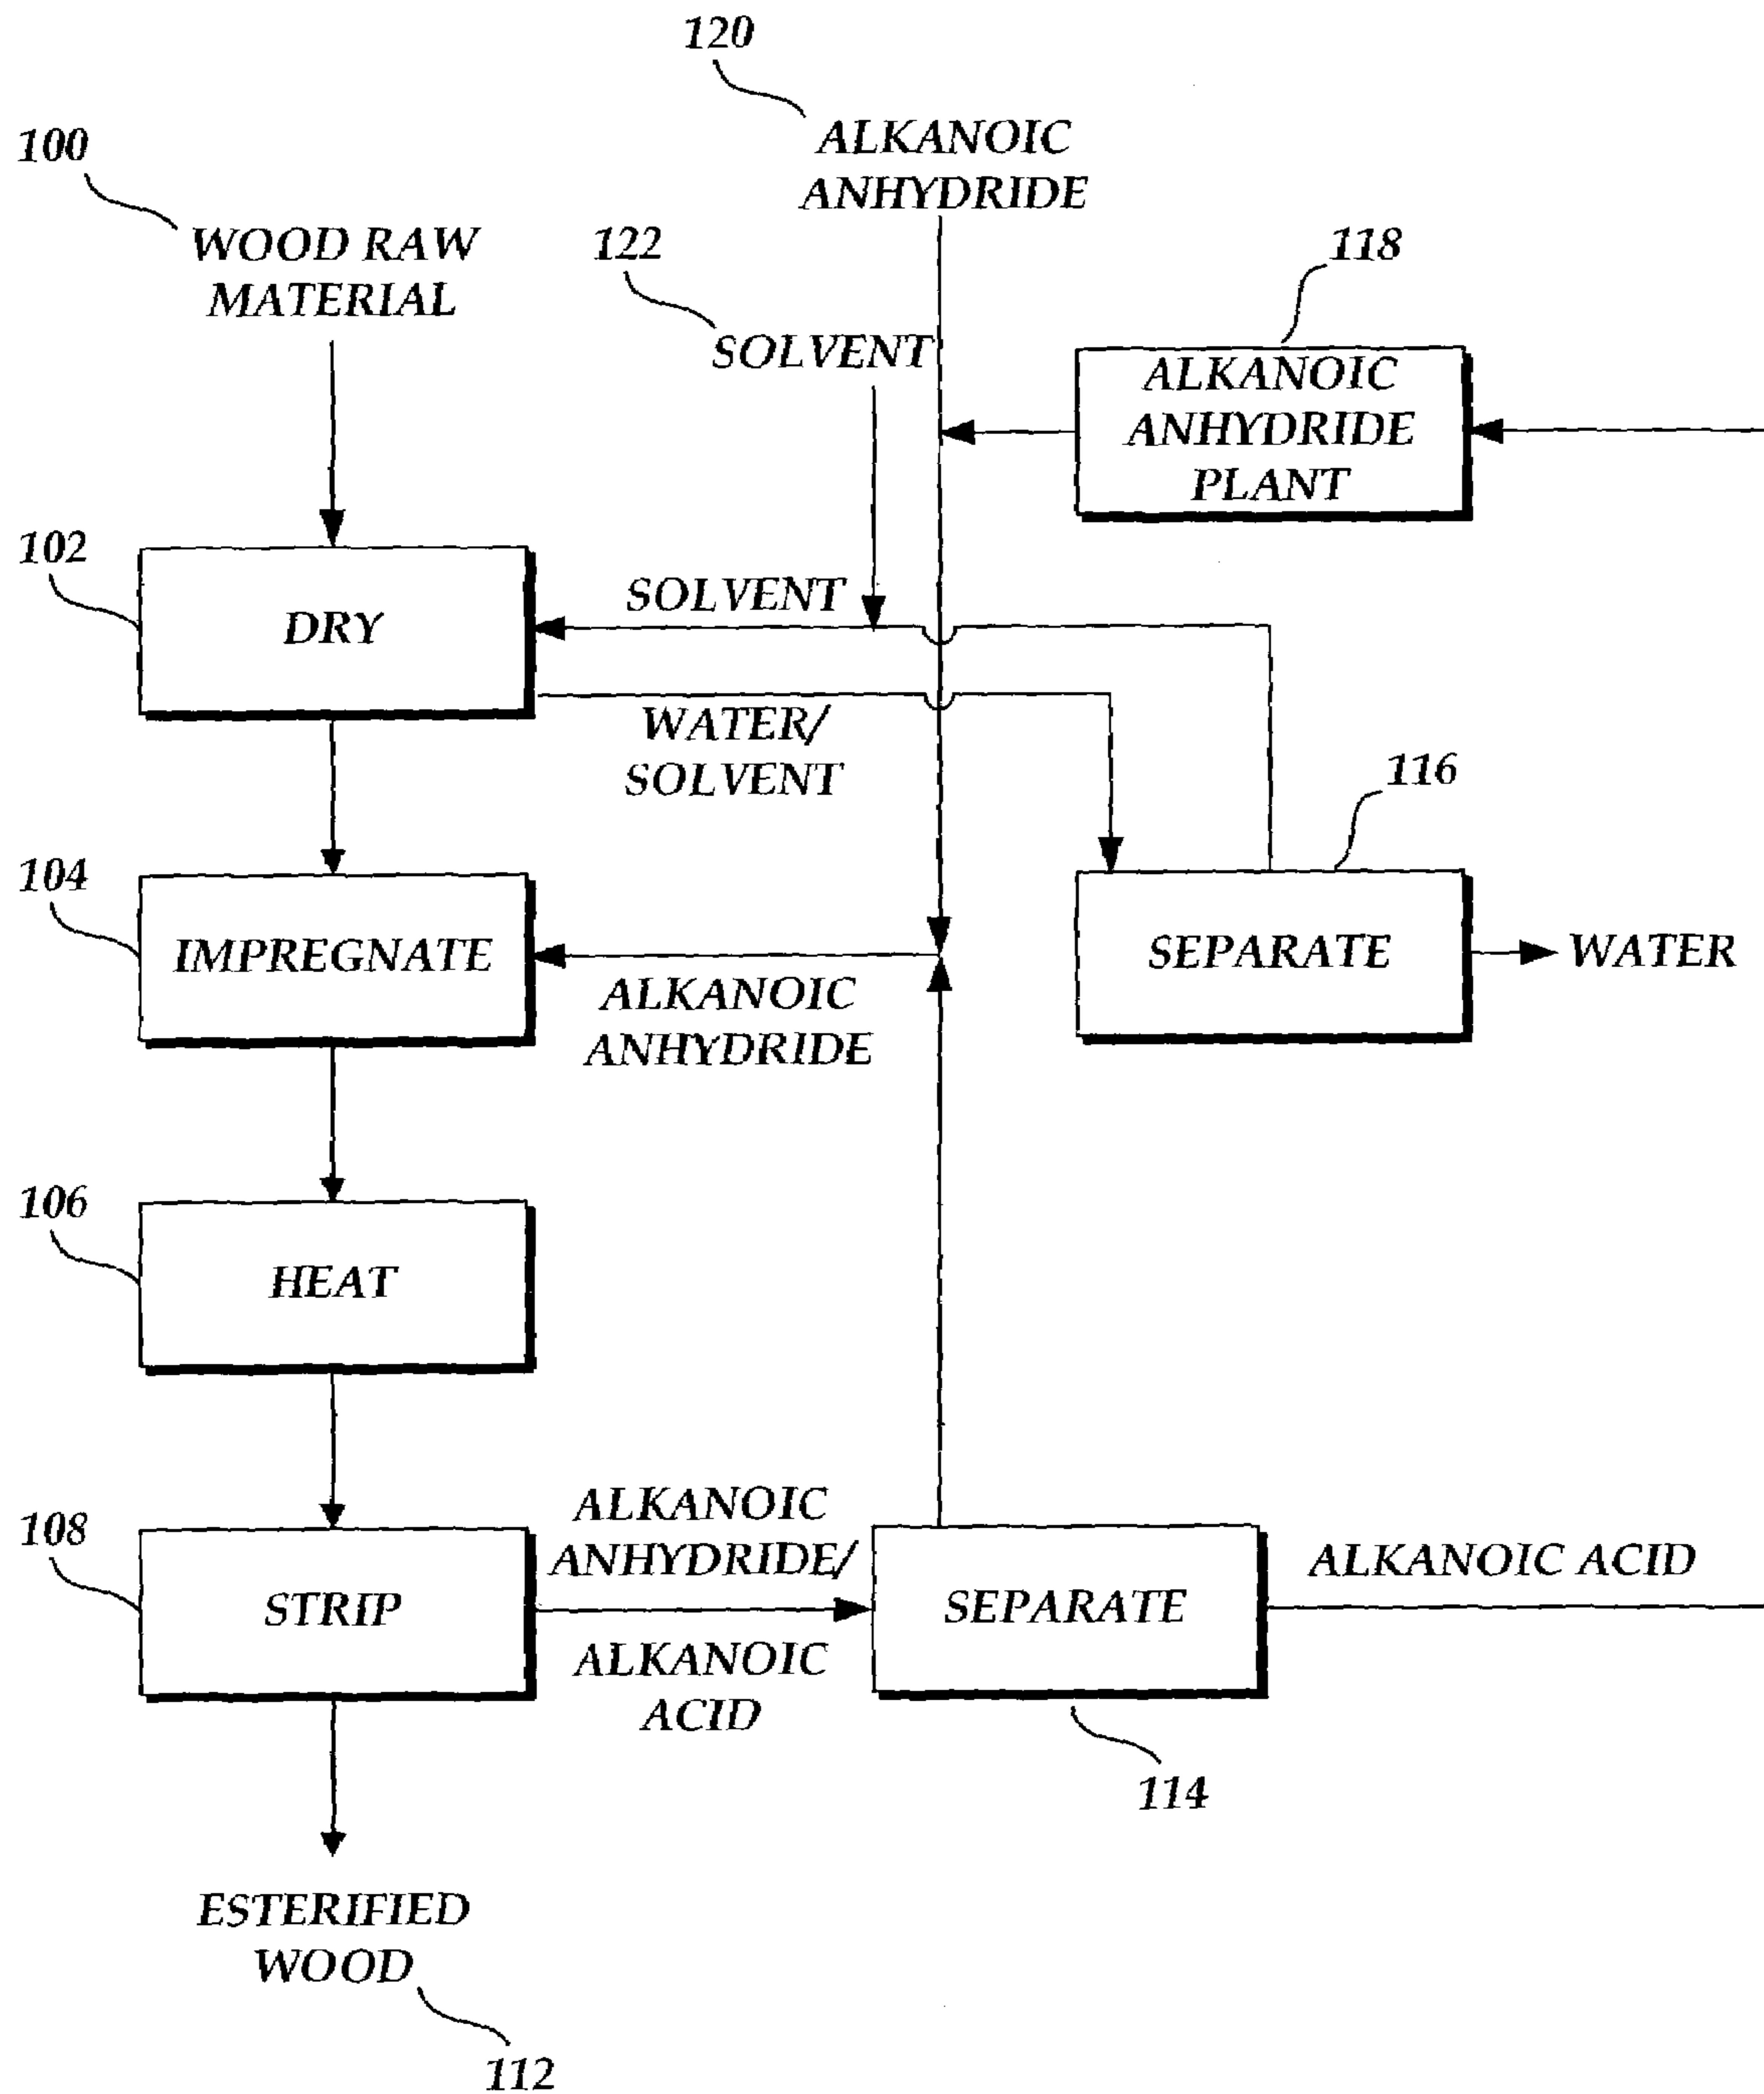 120
ALKANOIC
ANHYDRIDE
100
WOOD RAW
MATERIAL
122
SOLVENT
118
ALKANOIC
ANHYDRIDE
PLANT
102
DRY
SOLVENT
WATER/
SOLVENT
116
SEPARATE
WATER
104
IMPREGNATE
ALKANOIC
ANHYDRIDE
106
HEAT
108
STRIP
ALKANOIC
ANHYDRIDE/
ALKANOIC
ACID
SEPARATE
ALKANOIC ACID
114
ESTERIFIED
WOOD
112